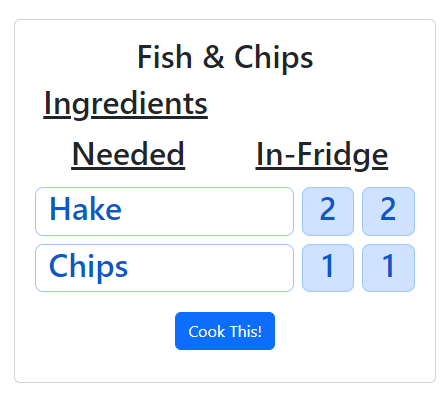 Fish & Chips
Ingredients
Needed In-Fridge
Hake 2 2
Chips 1 1
Cook This!